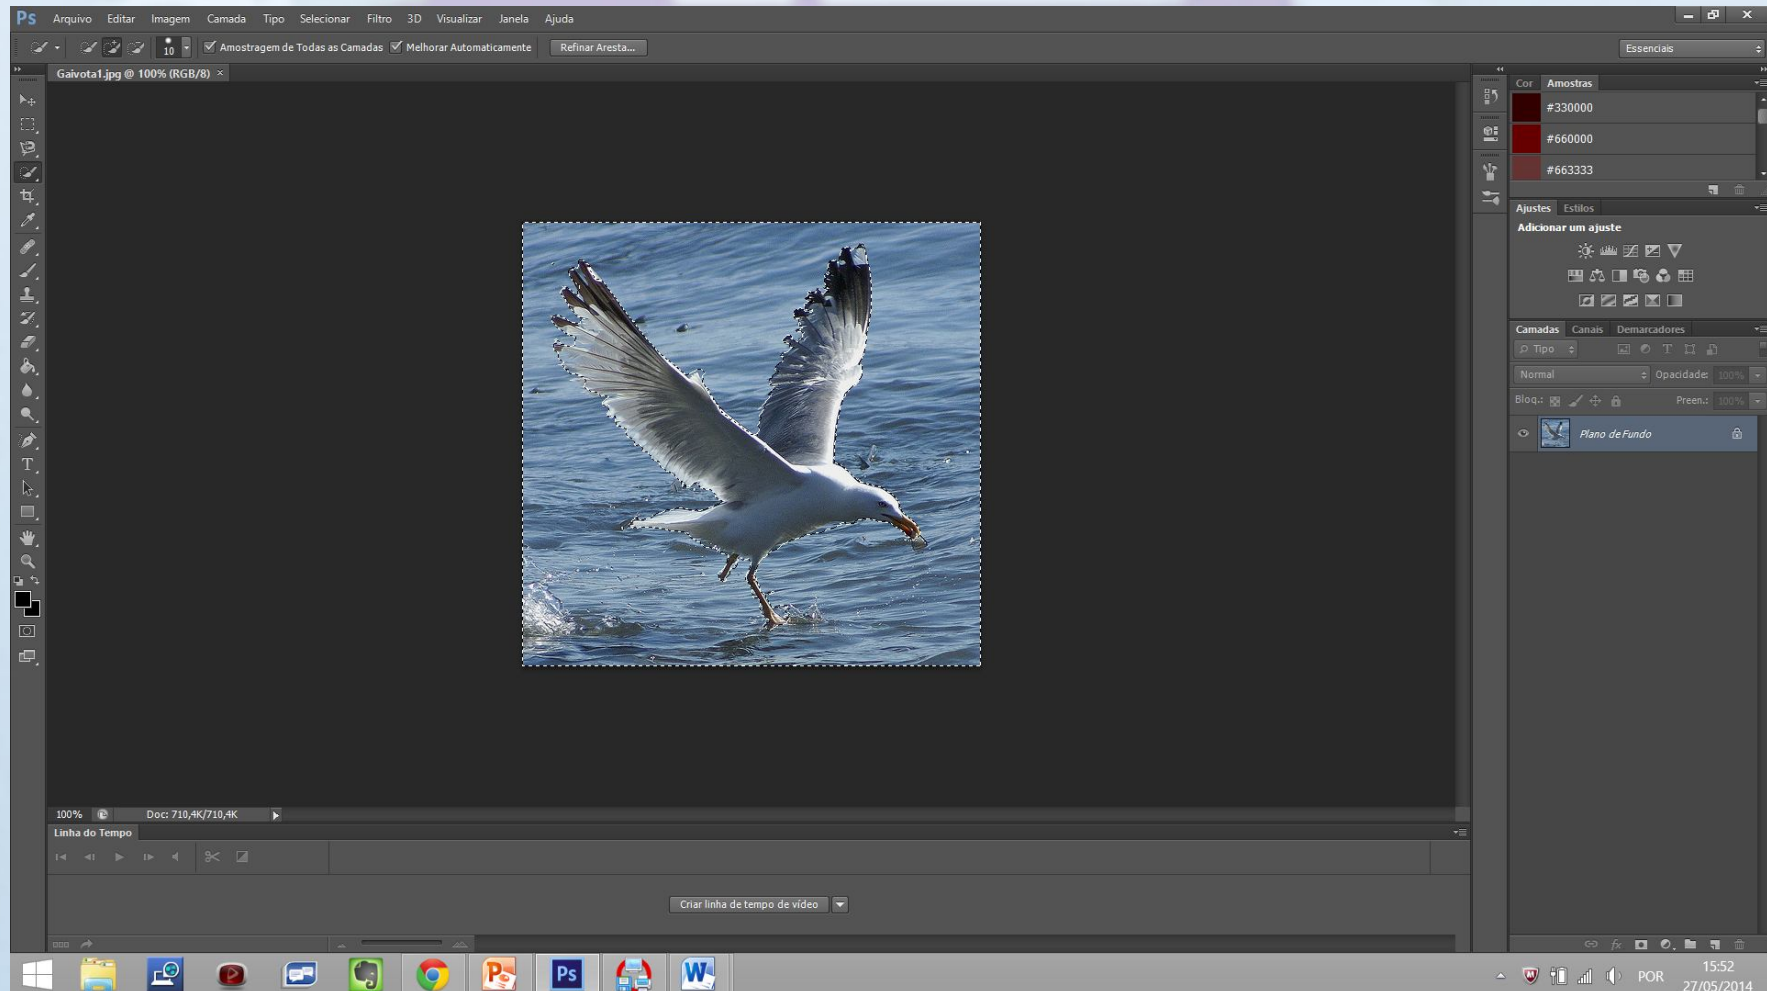 Ps Arquivo Editar Imagem Camada Tipo Selecionar Filtro 3D Visualizar Janela Ajuda
10 Amostragem de Todas as Camadas Melhorar Automaticamente Refinar Aresta... Essenciais
Gaivota1.jpg @ 100% (RGB/8) ×
Cor Amostras
#330000
#660000
#663333
Ajustes Estilos
Adicionar um ajuste
Camadas Canais Demarcadores
Tipo
Normal Opacidade: 100%
Bloq.: Preen.: 100%
Plano de Fundo
T
100% Doc: 710,4K/710,4K
Linha do Tempo
Criar linha de tempo de vídeo
fx
Ps
W
POR
15:52
27/05/2014